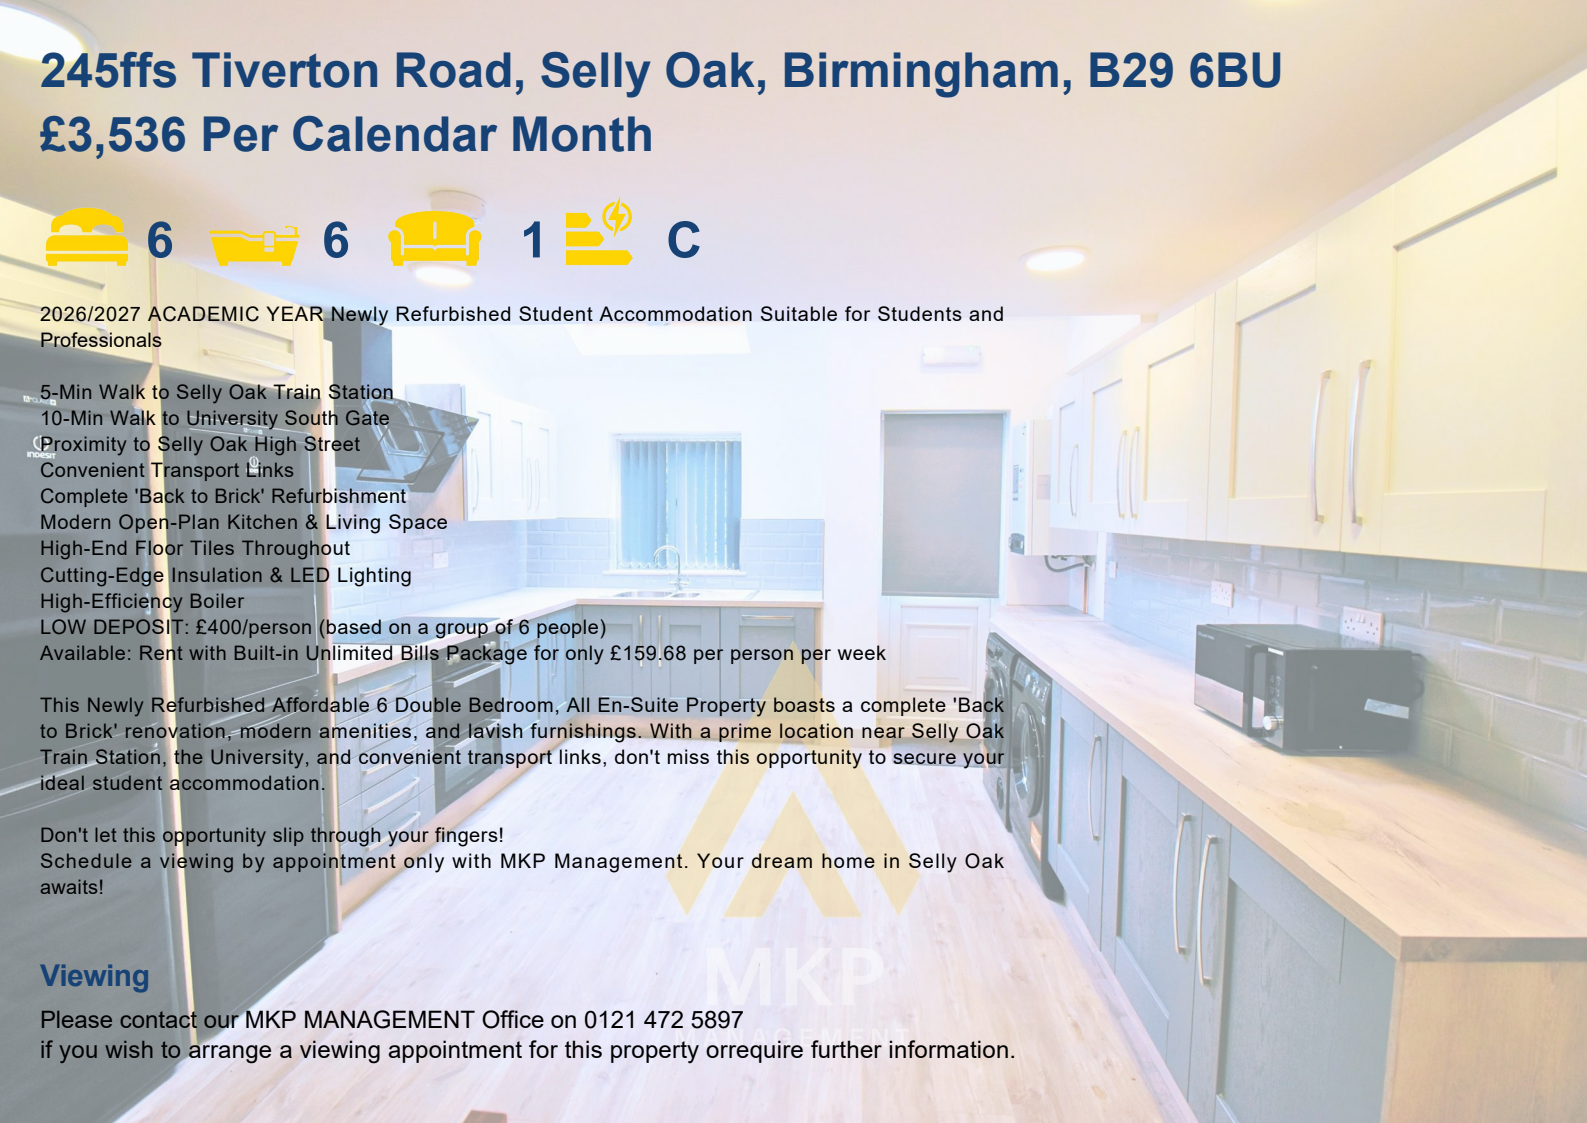 245ffs Tiverton Road, Selly Oak, Birmingham, B29 6BU
£3,536 Per Calendar Month
6 6 1 C
2026/2027 ACADEMIC YEAR Newly Refurbished Student Accommodation Suitable for Students and
Professionals
5-Min Walk to Selly Oak Train Station
10-Min Walk to University South Gate
Proximity to Selly Oak High Street
INDESIT
Convenient Transport Links
Complete 'Back to Brick' Refurbishment
Modern Open-Plan Kitchen & Living Space
High-End Floor Tiles Throughout
Cutting-Edge Insulation & LED Lighting
High-Efficiency Boiler
LOW DEPOSIT: £400/person (based on a group of 6 people)
Available: Rent with Built-in Unlimited Bills Package for only £159.68 per person per week
This Newly Refurbished Affordable 6 Double Bedroom, All En-Suite Property boasts a complete 'Back
to Brick' renovation, modern amenities, and lavish furnishings. With a prime location near Selly Oak
Train Station, the University, and convenient transport links, don't miss this opportunity to secure your
ideal student accommodation.
Don't let this opportunity slip through your fingers!
Schedule a viewing by appointment only with MKP Management. Your dream home in Selly Oak
awaits!
Viewing
MKP
MANAGEMENT
Please contact our MKP MANAGEMENT Office on 0121 472 5897
if you wish to arrange a viewing appointment for this property orrequire further information.